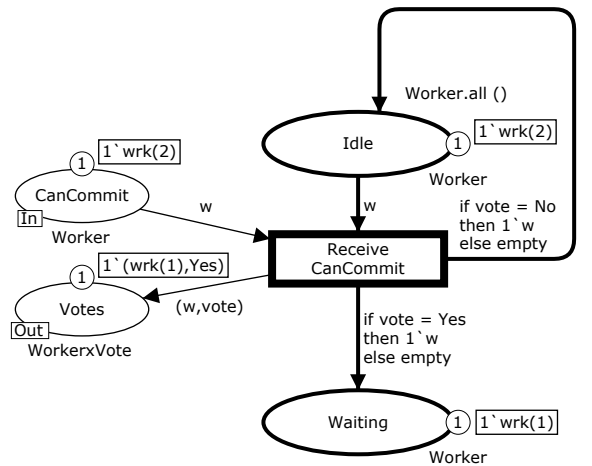 Worker.all ()
Idle
1
1`wrk(2)
Worker
1
1`wrk(2)
CanCommit
In
Worker
w
w
if vote = No
then 1`w
else empty
Receive
CanCommit
1
1`(wrk(1),Yes)
Votes
Out
WorkerxVote
(w,vote)
if vote = Yes
then 1`w
else empty
Waiting
1
1`wrk(1)
Worker